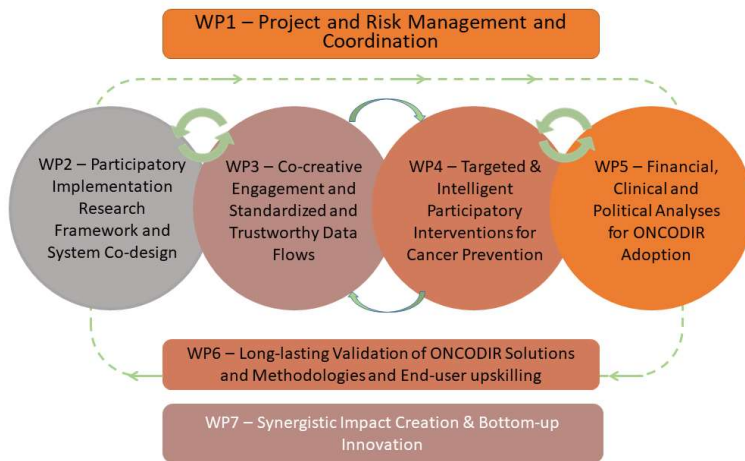 WP1 – Project and Risk Management and
Coordination
WP2 – Participatory
Implementation
Research
Framework and
System Co-design
WP3 – Co-creative
Engagement and
Standardized and
Trustworthy Data
Flows
WP4 – Targeted &
Intelligent
Participatory
Interventions for
Cancer Prevention
WP5 – Financial,
Clinical and
Political Analyses
for ONCODIR
Adoption
WP6 – Long-lasting Validation of ONCODIR Solutions
and Methodologies and End-user upskilling
WP7 – Synergistic Impact Creation & Bottom-up
Innovation